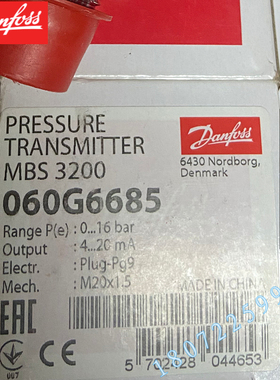 Danfoss
PRESSURE
TRANSMITTER
MBS 3200
Danfoss
6430 Nordborg,
Denmark
060G6685
Range P(e) : 0...16 bar
Output : 4...20 mA
Electr. : Plug-Pg9
Mech. : M20x1.5
MADE IN CHINA
EAC
007
5 702428 044653